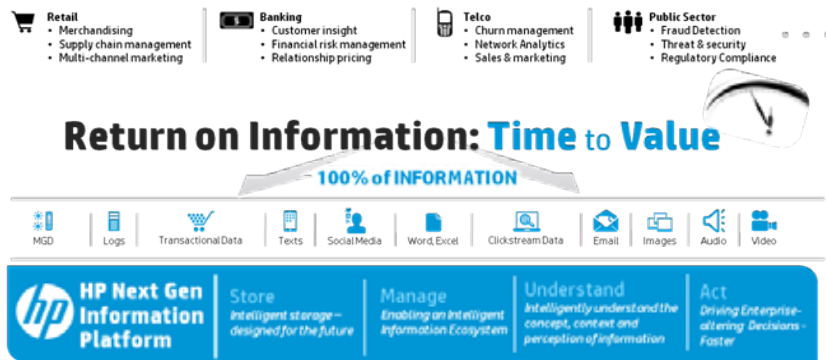 Retail
• Merchandising
• Supply chain management
• Multi-channel marketing
Banking
• Customer insight
• Financial risk management
• Relationship pricing
Telco
• Churn management
• Network Analytics
• Sales & marketing
Public Sector
• Fraud Detection
• Threat & security
• Regulatory Compliance
Return on Information: Time to Value
100% of INFORMATION
MGD
Logs
Transactional Data
Texts
Social Media
Word, Excel
Clickstream Data
Email
Images
Audio
Video
hp
HP Next Gen
Information
Platform
Store
Intelligent storage –
designed for the future
Manage
Enabling an Intelligent
Information Ecosystem
Understand
Intelligently understand the
concept, context and
perception of information
Act
Driving Enterprise-
altering Decisions -
Faster